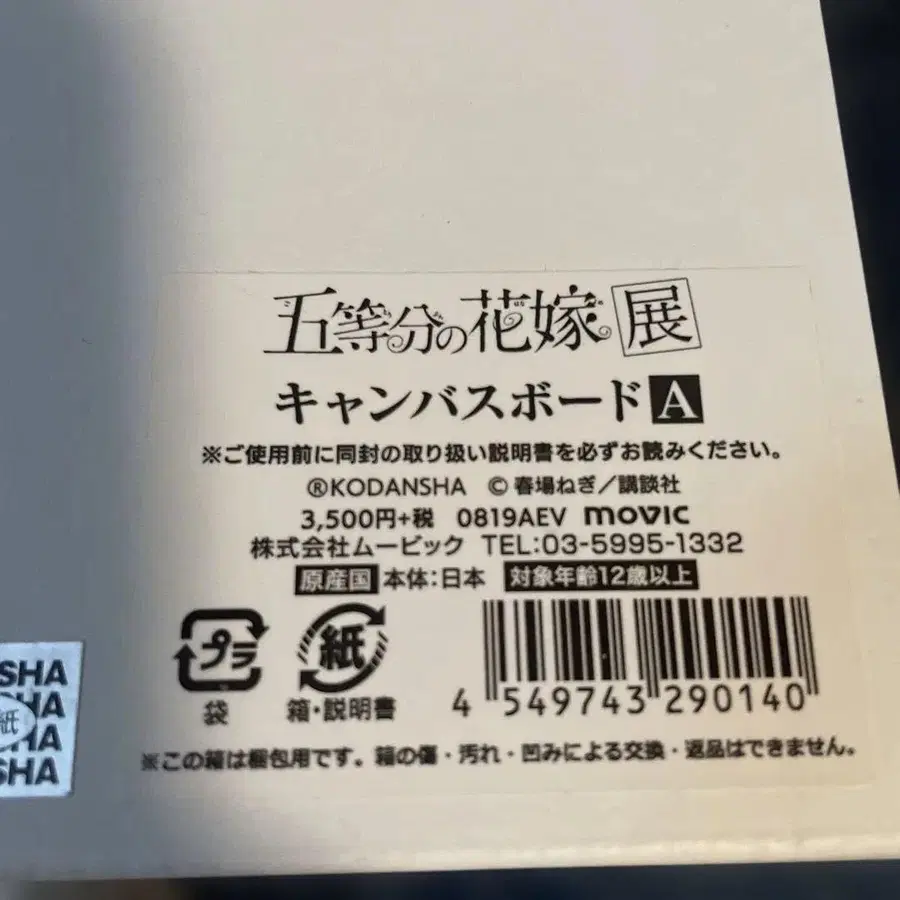 五等分の花嫁 展
キャンバスボード A
※ご使用前に同封の取り扱い説明書を必ずお読みください。
®KODANSHA ©春場ねぎ/講談社
3,500円+税 0819AEV movic
株式会社ムービック TEL:03-5995-1332
原産国 本体:日本 対象年齢12歳以上
プラ 紙
袋 箱・説明書
4 549743 290140
※この箱は梱包用です。箱の傷・汚れ・凹みによる交換・返品はできません。
SHA
SHA
紙
SHA
SHA